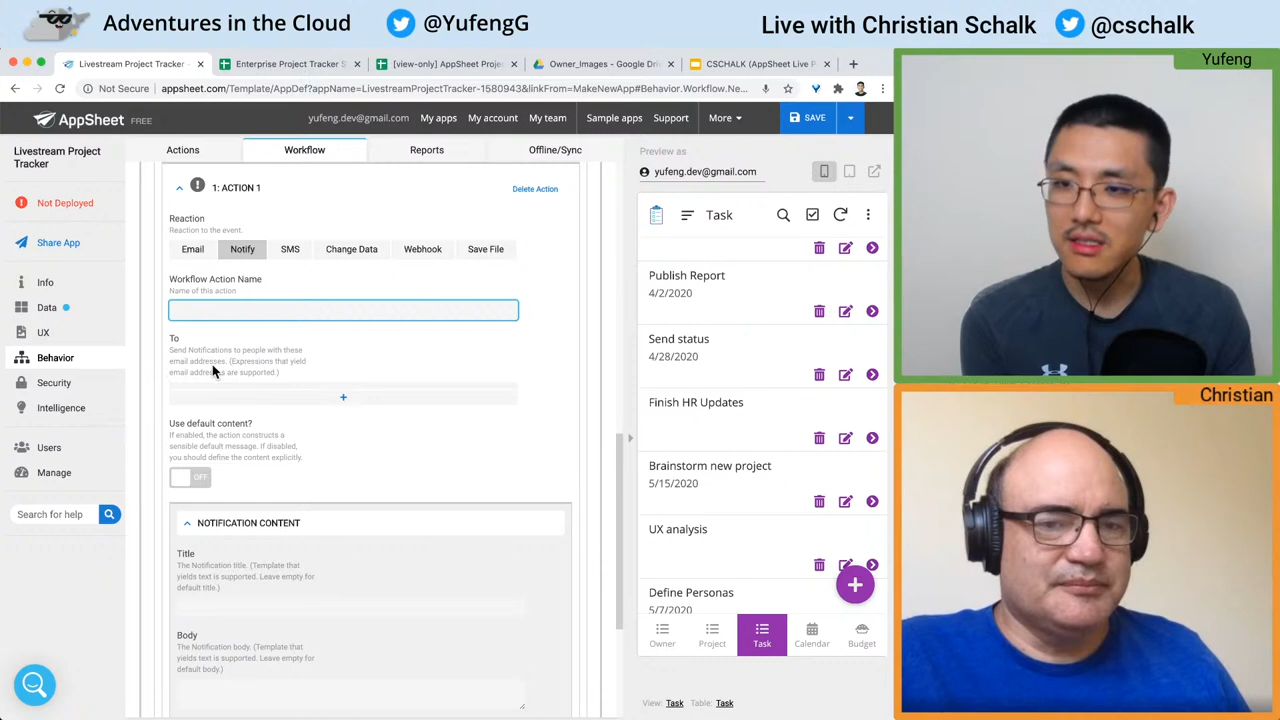 Adventures in the Cloud
@YufengG
Live with Christian Schalk
@cschalk
Livestream Project Tracker -
Enterprise Project Tracker S
[view-only] AppSheet Projec
Owner_Images - Google Driv
CSCHALK (AppSheet Live P
Not Secure
appsheet.com/Template/AppDef?appName=LivestreamProjectTracker-1580943&linkFrom=MakeNewApp#Behavior.Workflow.Ne...
AppSheet FREE
yufeng.dev@gmail.com
My apps
My account
My team
Sample apps
Support
More
SAVE
Livestream Project
Tracker
Not Deployed
Share App
Info
Data
UX
Behavior
Security
Intelligence
Users
Manage
Search for help
Actions
Workflow
Reports
Offline/Sync
1: ACTION 1
Delete Action
Reaction
Reaction to the event.
Email
Notify
SMS
Change Data
Webhook
Save File
Workflow Action Name
Name of this action
To
Send Notifications to people with these
email addresses. (Expressions that yield
email addresses are supported.)
+
Use default content?
If enabled, the action constructs a
sensible default message. If disabled,
you should define the content explicitly.
OFF
NOTIFICATION CONTENT
Title
The Notification title. (Template that
yields text is supported. Leave empty for
default title.)
Body
The Notification body. (Template that
yields text is supported. Leave empty for
default body.)
Preview as
yufeng.dev@gmail.com
Task
Publish Report
4/2/2020
Send status
4/28/2020
Finish HR Updates
Brainstorm new project
5/15/2020
UX analysis
Define Personas
5/7/2020
+
Owner
Project
Task
Calendar
Budget
View: Task
Table: Task
Yufeng
Christian